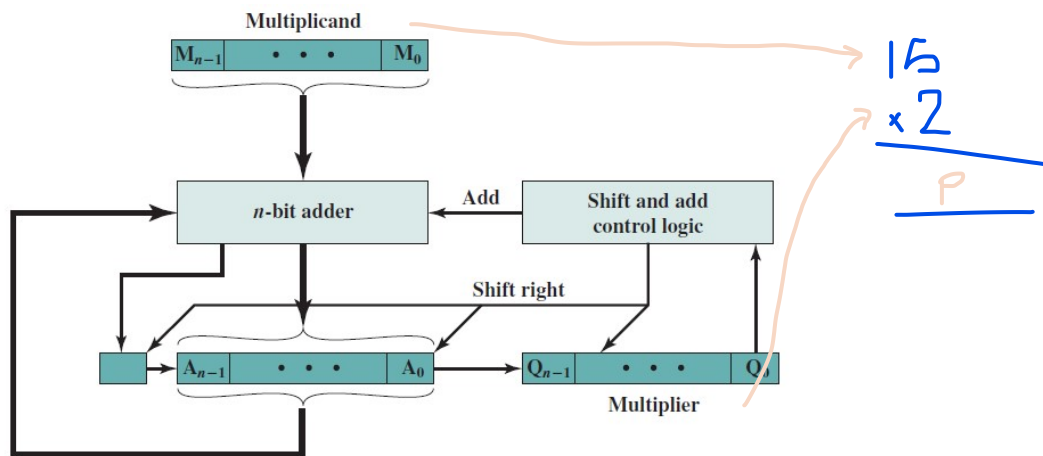 Multiplicand
Mn−1 • • • M0
15
× 2
P
n-bit adder
Add
Shift and add
control logic
Shift right
An−1 • • • A0
Qn−1 • • • Q0
Multiplier